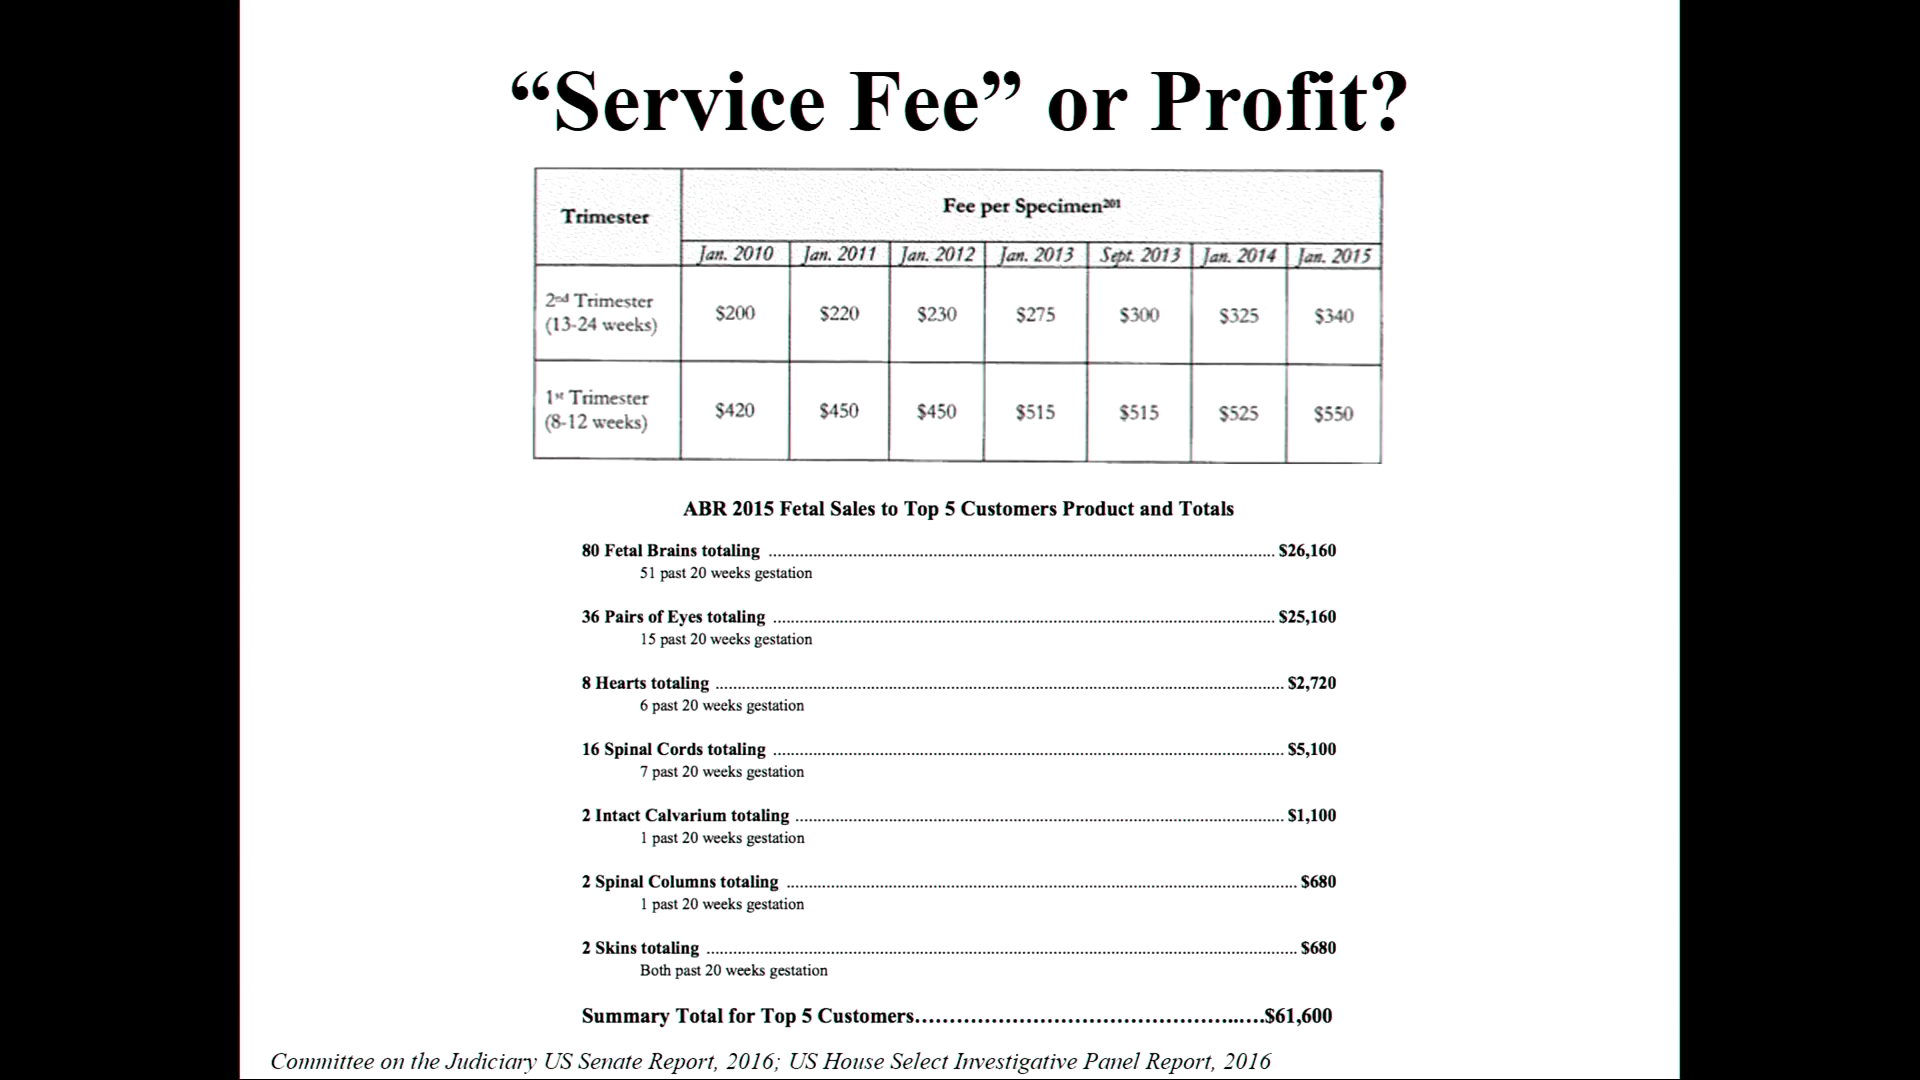 “Service Fee” or Profit?
Trimester
Fee per Specimen²⁰¹
Jan. 2010 Jan. 2011 Jan. 2012 Jan. 2013 Sept. 2013 Jan. 2014 Jan. 2015
2nd Trimester
(13-24 weeks)
$200 $220 $230 $275 $300 $325 $340
1st Trimester
(8-12 weeks)
$420 $450 $450 $515 $515 $525 $550
ABR 2015 Fetal Sales to Top 5 Customers Product and Totals
80 Fetal Brains totaling ........ $26,160
51 past 20 weeks gestation
36 Pairs of Eyes totaling ........ $25,160
15 past 20 weeks gestation
8 Hearts totaling ........ $2,720
6 past 20 weeks gestation
16 Spinal Cords totaling ........ $5,100
7 past 20 weeks gestation
2 Intact Calvarium totaling ........ $1,100
1 past 20 weeks gestation
2 Spinal Columns totaling ........ $680
1 past 20 weeks gestation
2 Skins totaling ........ $680
Both past 20 weeks gestation
Summary Total for Top 5 Customers........$61,600
Committee on the Judiciary US Senate Report, 2016; US House Select Investigative Panel Report, 2016